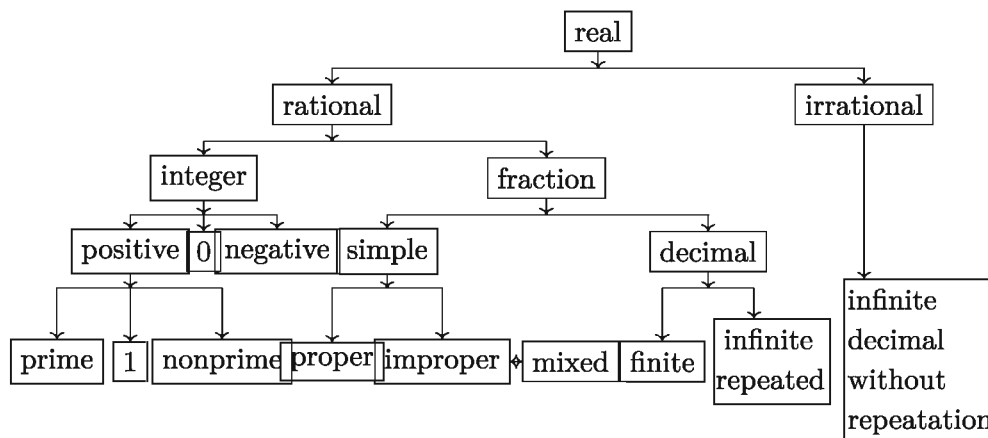 real
rational
irrational
integer
fraction
positive
0
negative
simple
decimal
prime
1
nonprime
proper
improper
mixed
finite
infinite
repeated
infinite
decimal
without
repeatation